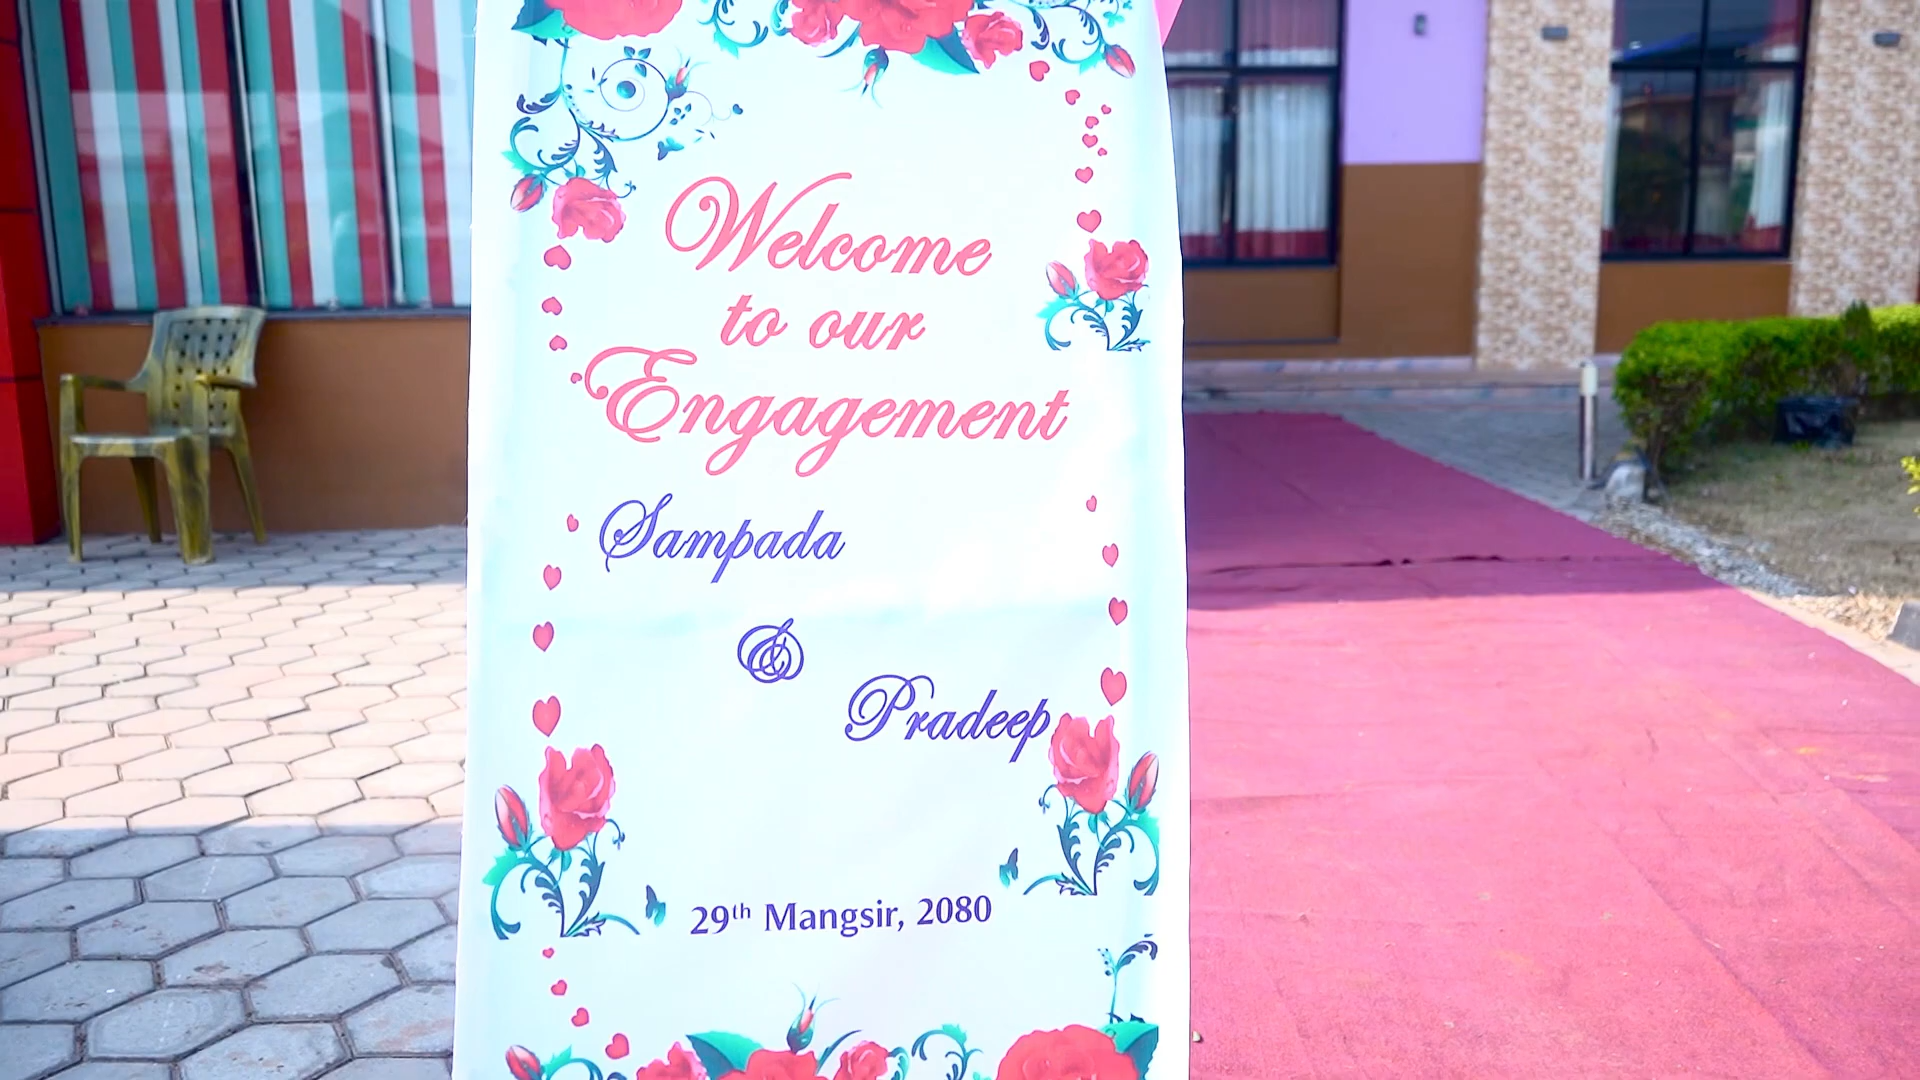 Welcome
to our
Engagement
Sampada
&
Pradeep
29th Mangsir, 2080